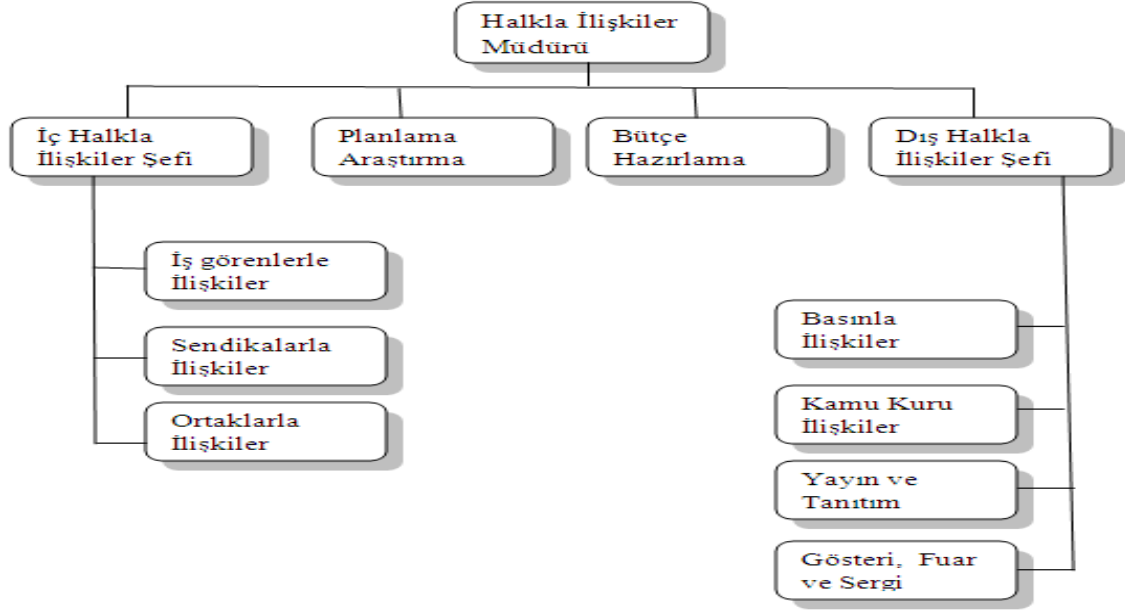 Halkla İlişkiler
Müdürü
İç Halkla
İlişkiler Şefi
Planlama
Araştırma
Bütçe
Hazırlama
Dış Halkla
İlişkiler Şefi
İş görenlerle
İlişkiler
Sendikalarla
İlişkiler
Ortaklarla
İlişkiler
Basınla
İlişkiler
Kamu Kuru
İlişkiler
Yayın ve
Tanıtım
Gösteri, Fuar
ve Sergi